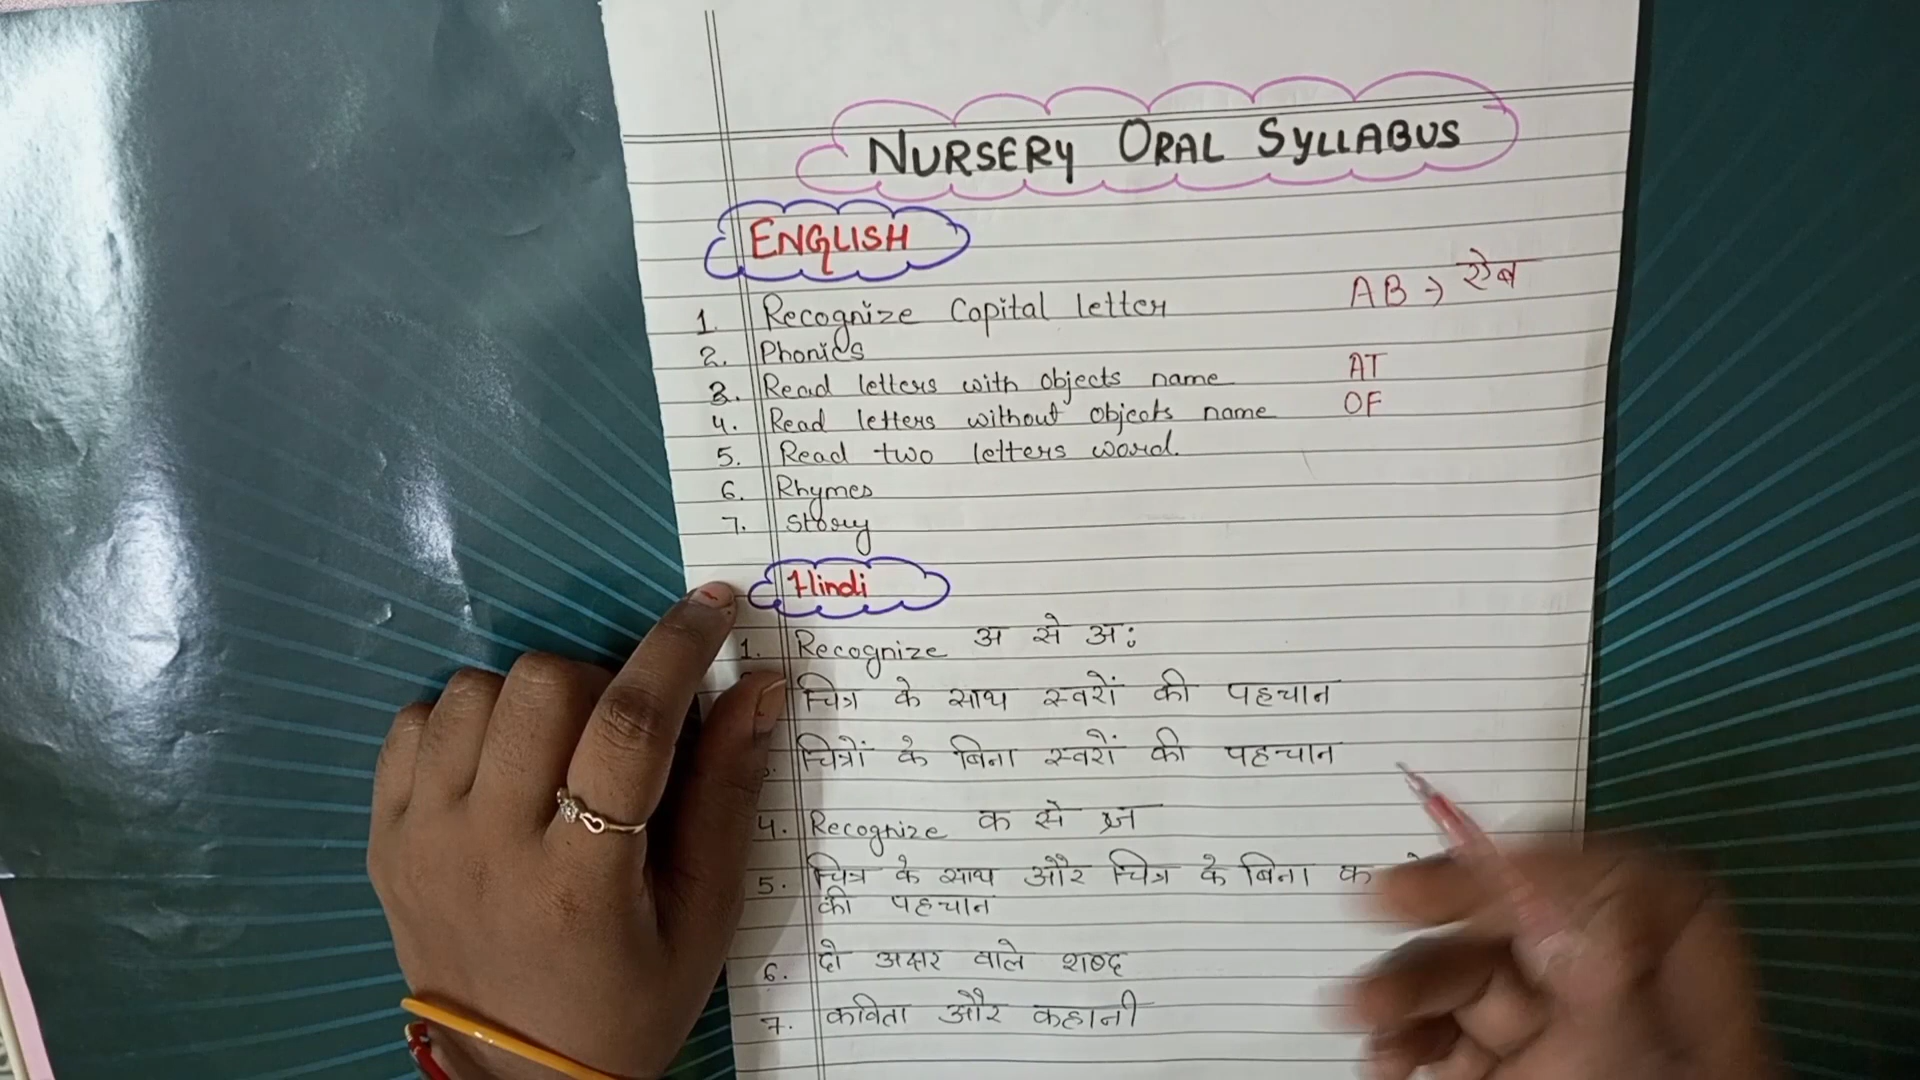 NURSERY ORAL SYLLABUS
ENGLISH
1. Recognize Capital letter AB → ऐब
2. Phonics
3. Read letters with objects name AT
4. Read letters without objects name OF
5. Read two letters word.
6. Rhymes
7. Story
Hindi
1. Recognize अ से अः
चित्र के साथ स्वरों की पहचान
चित्रों के बिना स्वरों की पहचान
4. Recognize क से ज्ञ
5. चित्र के साथ और चित्र के बिना क
की पहचान
6. दो अक्षर वाले शब्द
7. कविता और कहानी